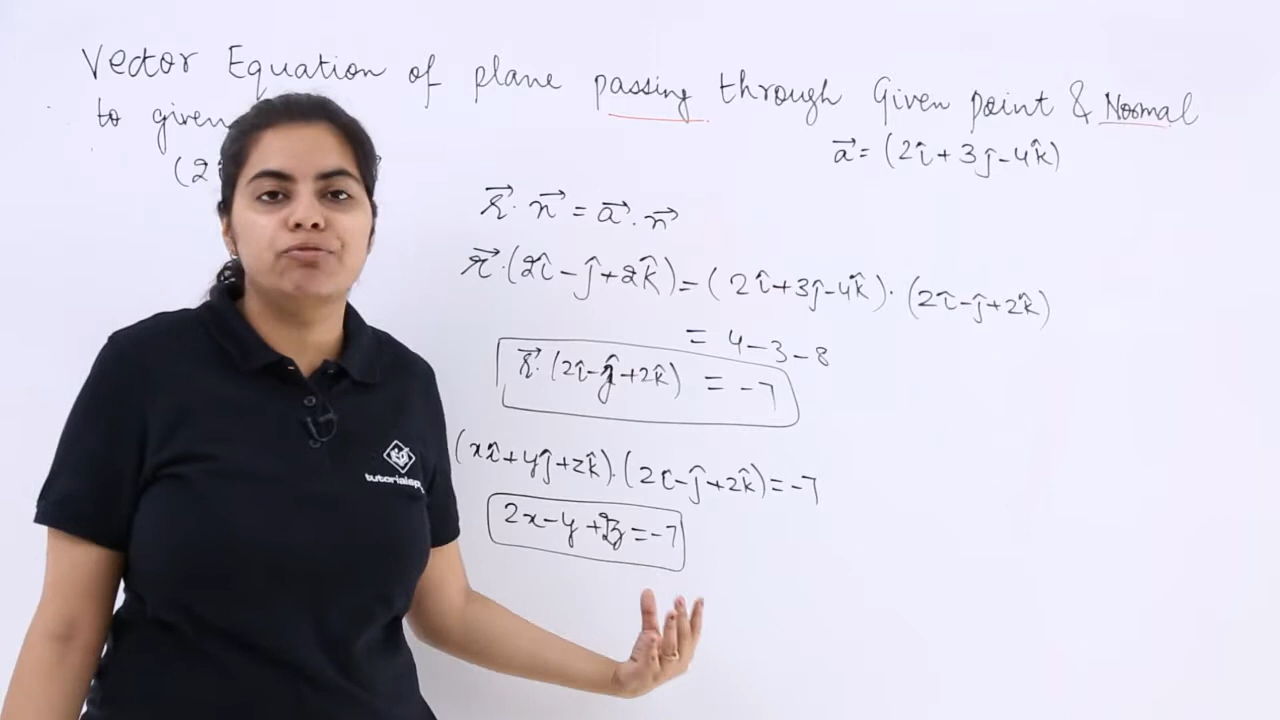 Vector Equation of plane passing through Given point & Normal
to given
a⃗ = (2î + 3ĵ - 4k̂)
(2
r⃗ . n⃗ = a⃗ . n⃗
r⃗ . (2î - ĵ + 2k̂) = (2î + 3ĵ - 4k̂) . (2î - ĵ + 2k̂)
= 4 - 3 - 8
r⃗ . (2î - ĵ + 2k̂) = -7
(xî + yĵ + zk̂) . (2î - ĵ + 2k̂) = -7
2x - y + 2z = -7